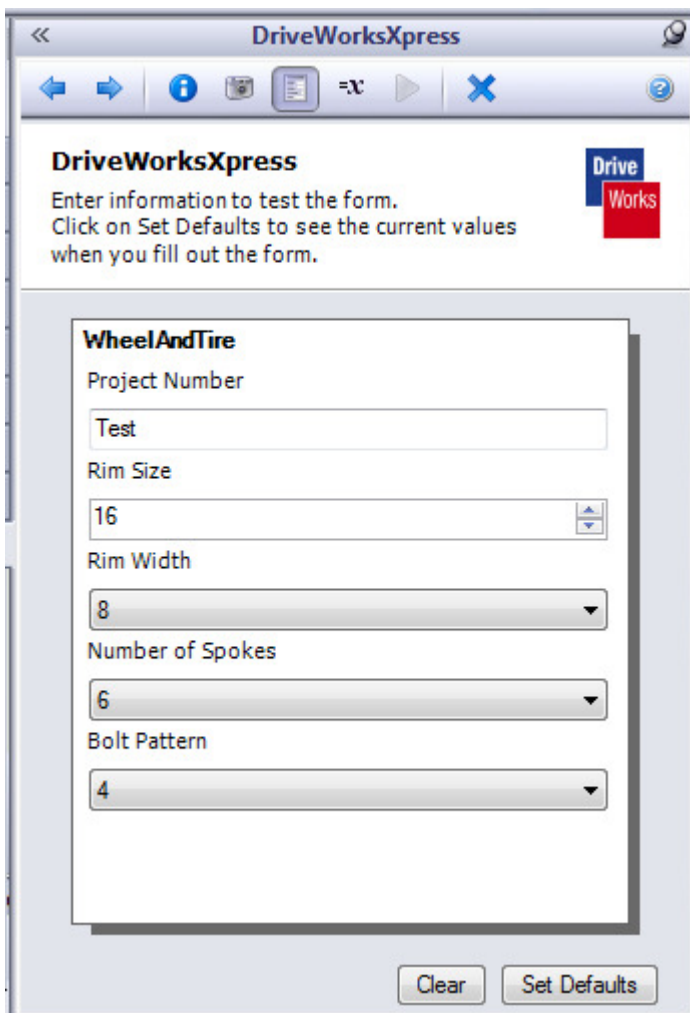 DriveWorksXpress
=x
DriveWorksXpress
Drive
Works
Enter information to test the form.
Click on Set Defaults to see the current values
when you fill out the form.
WheelAndTire
Project Number
Test
Rim Size
16
Rim Width
8
Number of Spokes
6
Bolt Pattern
4
Clear
Set Defaults